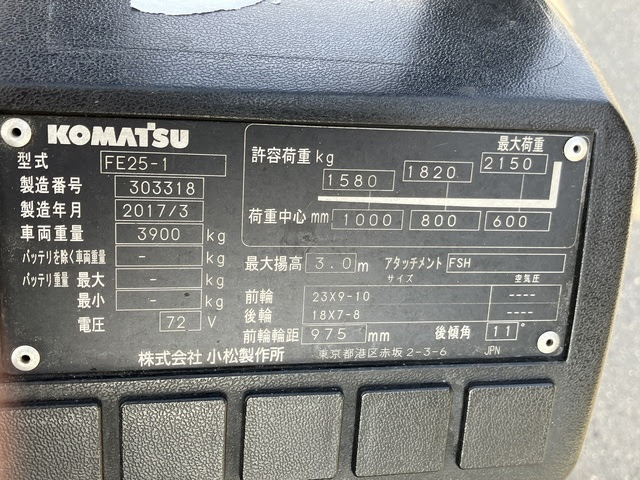 KOMATSU
型式 FE25-1
製造番号 303318
製造年月 2017/3
車両重量 3900 kg
バッテリを除く車両重量 - kg
バッテリ重量 最大 - kg
最小 - kg
電圧 72 V
最大荷重
許容荷重 kg 1580 1820 2150
荷重中心 mm 1000 800 600
最大揚高 3.0 m アタッチメント FSH
サイズ 空気圧
前輪 23X9-10 ----
後輪 18X7-8 ----
前輪輪距 975 mm 後傾角 11°
株式会社 小松製作所 東京都港区赤坂2-3-6 JPN